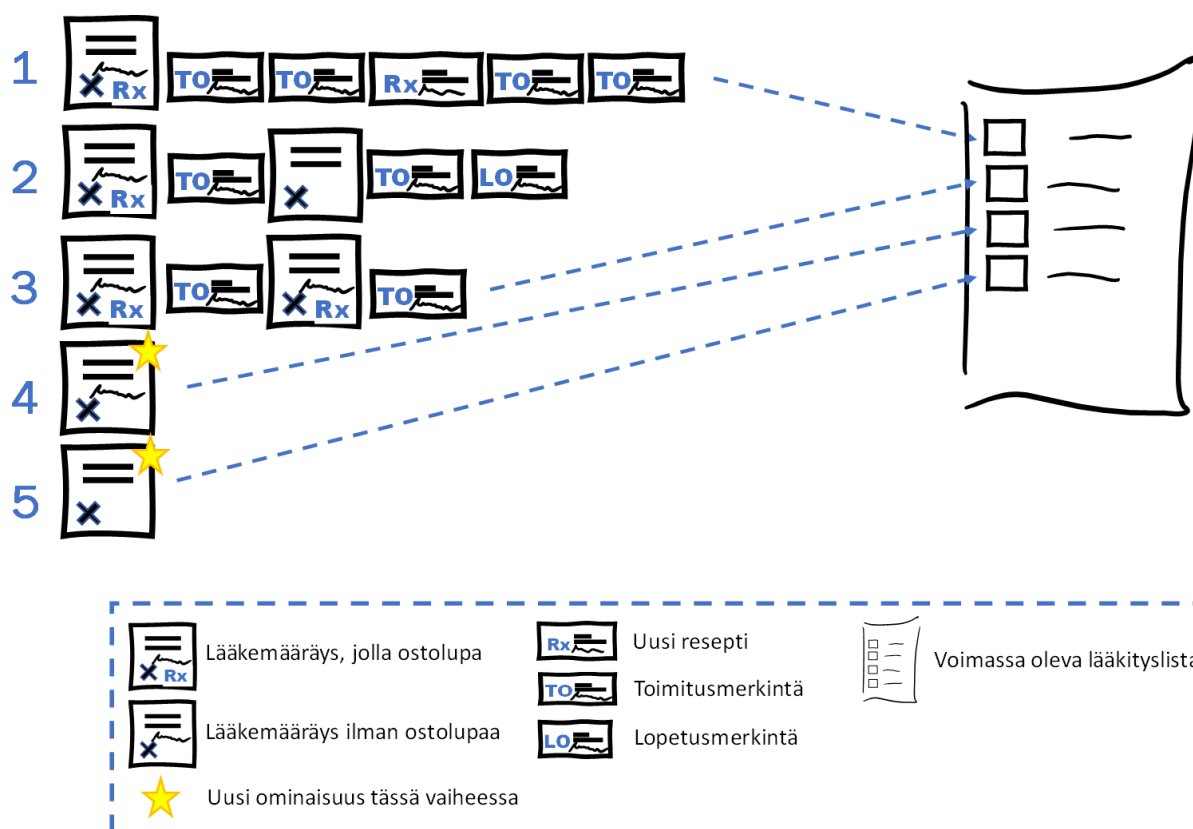 1
Rx
TO
TO
Rx
TO
TO
2
Rx
TO
TO
LO
3
Rx
TO
Rx
TO
4
5
Rx
Lääkemääräys, jolla ostolupa
Rx
Uusi resepti
Voimassa oleva lääkityslista
TO
Toimitusmerkintä
Lääkemääräys ilman ostolupaa
LO
Lopetusmerkintä
Uusi ominaisuus tässä vaiheessa